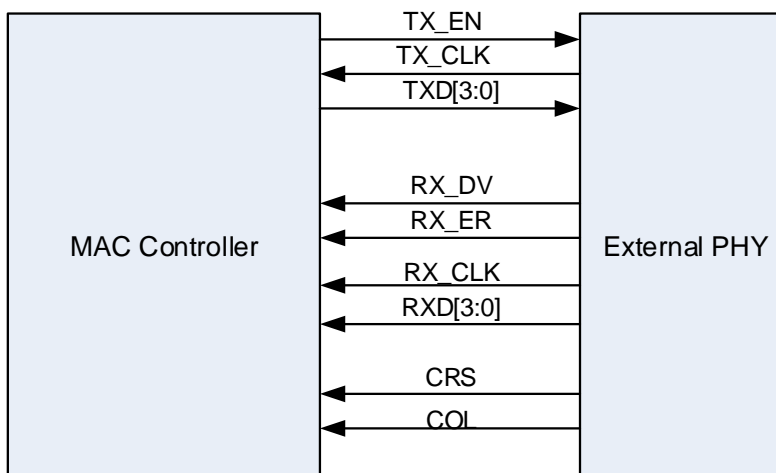 TX_EN
TX_CLK
TXD[3:0]
RX_DV
RX_ER
MAC Controller
External PHY
RX_CLK
RXD[3:0]
CRS
COL